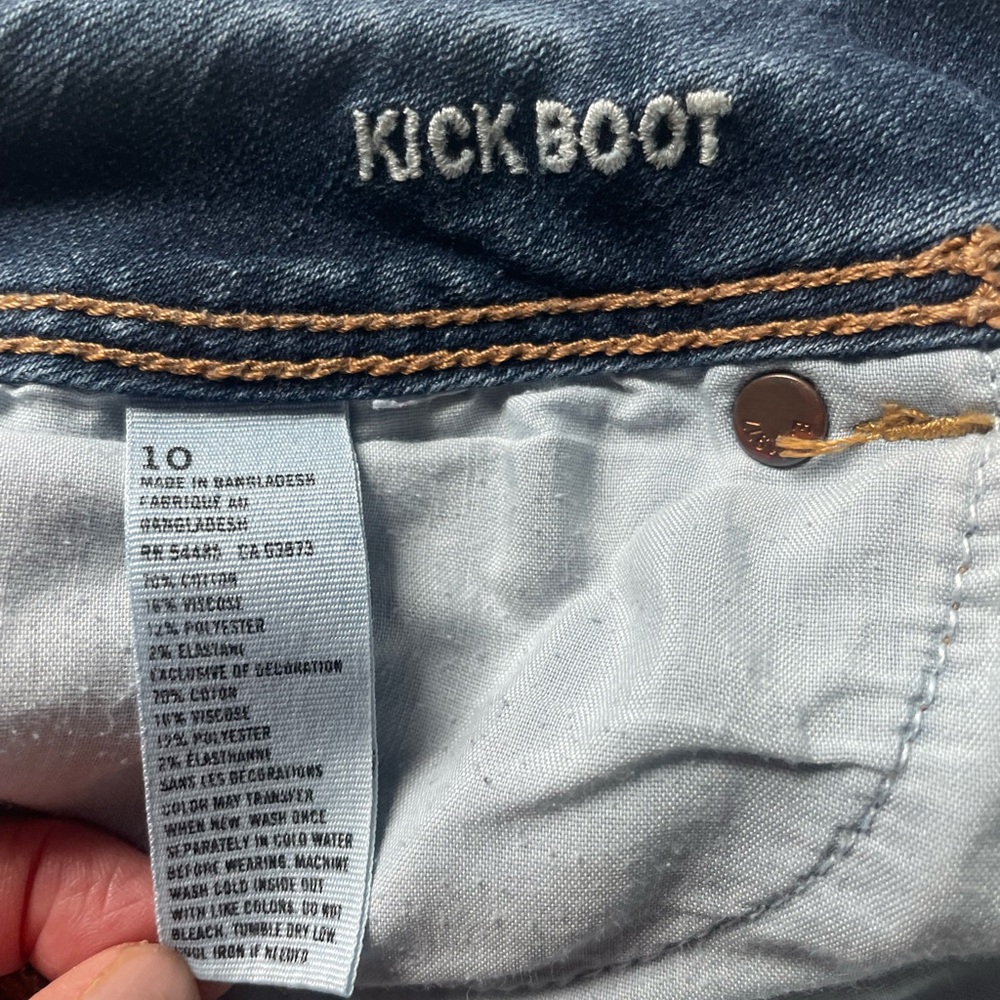 KICK BOOT
10
MADE IN BANGLADESH
FABRIQUE AU
BANGLADESH
RN 54485 CA 03873
70% COTTON
16% VISCOSE
12% POLYESTER
2% ELASTANE
EXCLUSIVE OF DECORATION
70% COTON
16% VISCOSE
12% POLYESTER
2% ELASTHANNE
SANS LES DECORATIONS
COLOR MAY TRANSFER
WHEN NEW. WASH ONCE
SEPARATELY IN COLD WATER
BEFORE WEARING. MACHINE
WASH COLD INSIDE OUT
WITH LIKE COLORS. DO NOT
BLEACH. TUMBLE DRY LOW.
COOL IRON IF NEEDED